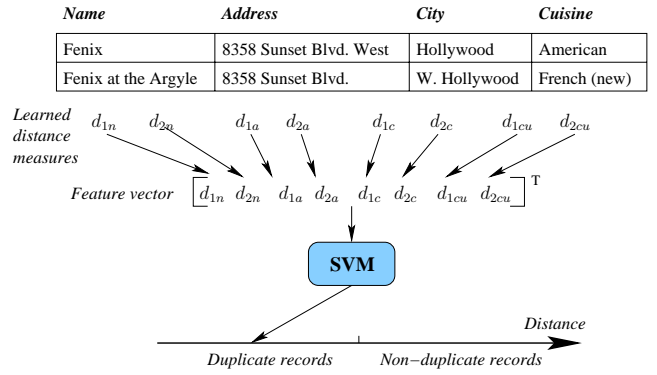 Name Address City Cuisine
Fenix 8358 Sunset Blvd. West Hollywood American
Fenix at the Argyle 8358 Sunset Blvd. W. Hollywood French (new)
Learned distance measures
d1n d2n d1a d2a d1c d2c d1cu d2cu
Feature vector [d1n d2n d1a d2a d1c d2c d1cu d2cu]T
SVM
Distance
Duplicate records Non−duplicate records